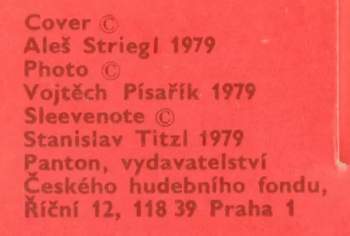 Cover ©
Aleš Striegl 1979
Photo ©
Vojtěch Písařík 1979
Sleevenote ©
Stanislav Titzl 1979
Panton, vydavatelství
Českého hudebního fondu,
Říční 12, 118 39 Praha 1